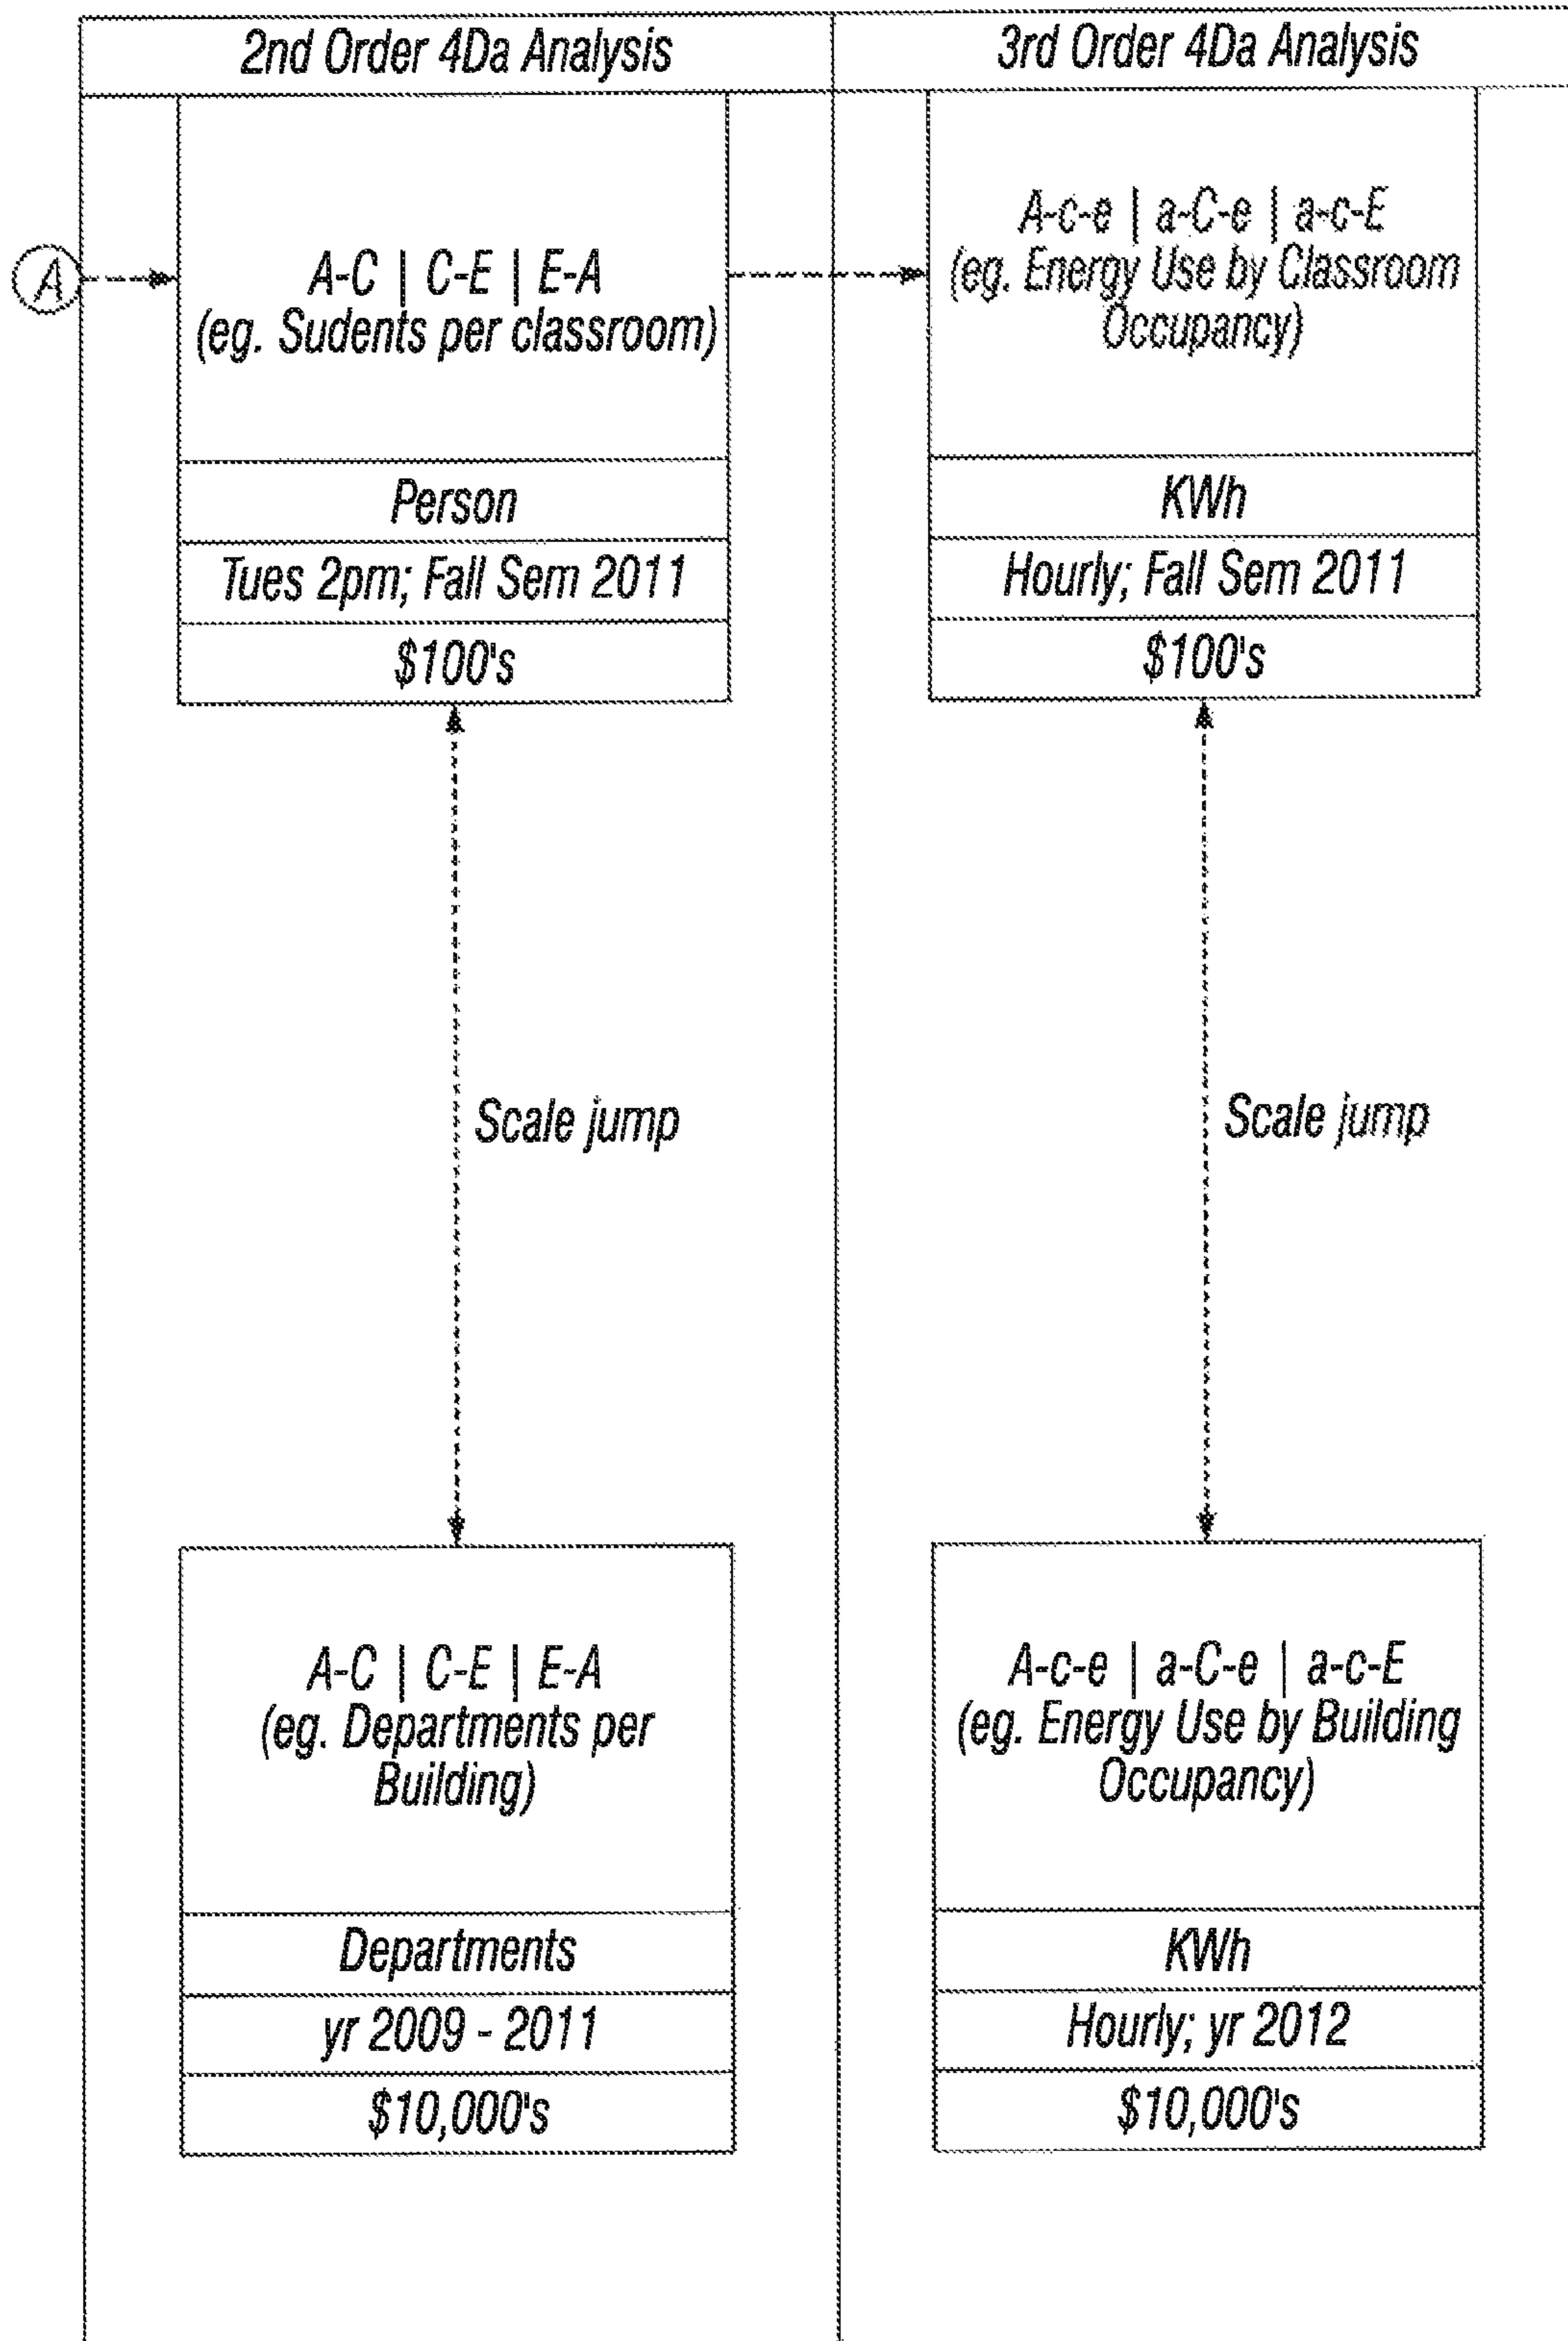 2nd Order 4Da Analysis
3rd Order 4Da Analysis
A
A-C | C-E | E-A
(eg. Sudents per classroom)
Person
Tues 2pm; Fall Sem 2011
$100's
A-c-e | a-C-e | a-c-E
(eg. Energy Use by Classroom
Occupancy)
KWh
Hourly; Fall Sem 2011
$100's
Scale jump
Scale jump
A-C | C-E | E-A
(eg. Departments per
Building)
Departments
yr 2009 - 2011
$10,000's
A-c-e | a-C-e | a-c-E
(eg. Energy Use by Building
Occupancy)
KWh
Hourly; yr 2012
$10,000's